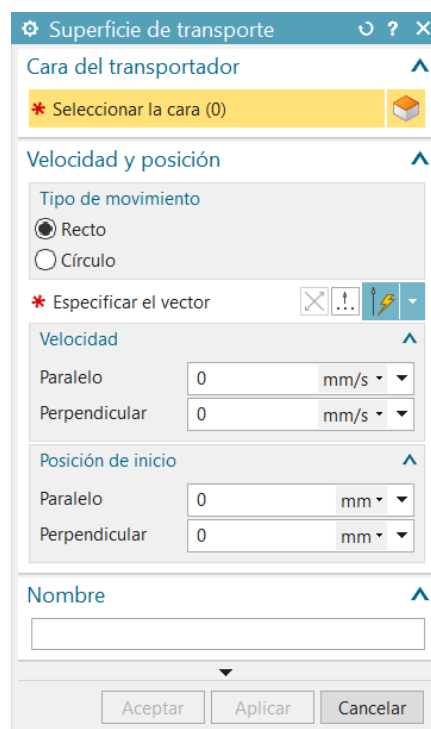 Superficie de transporte
Cara del transportador
* Seleccionar la cara (0)
Velocidad y posición
Tipo de movimiento
Recto
Círculo
* Especificar el vector
Velocidad
Paralelo 0 mm/s
Perpendicular 0 mm/s
Posición de inicio
Paralelo 0 mm
Perpendicular 0 mm
Nombre
Aceptar Aplicar Cancelar